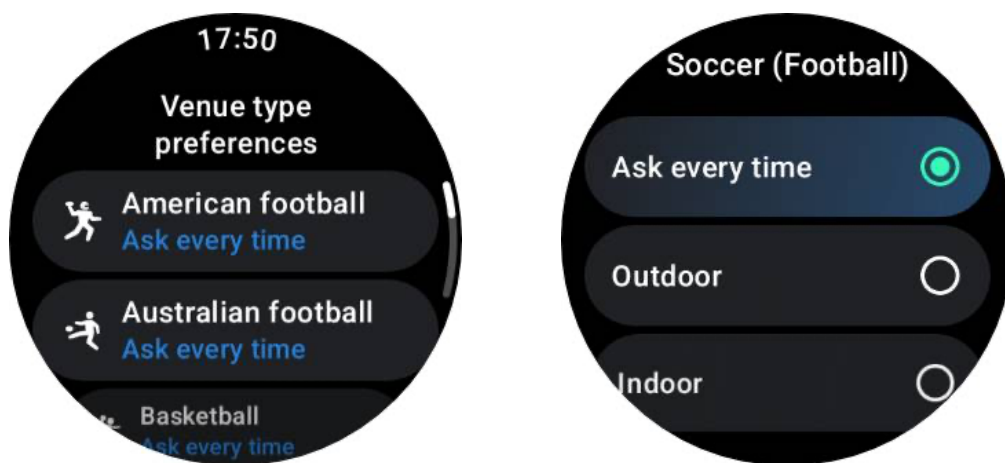 17:50
Venue type
preferences
American football
Ask every time
Australian football
Ask every time
Basketball
Ask every time
Soccer (Football)
Ask every time
Outdoor
Indoor